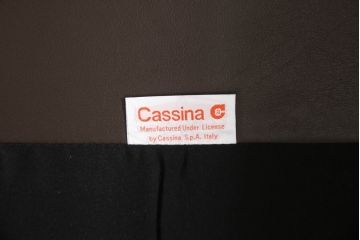 Cassina
Manufactured Under License
by Cassina S.p.A. Italy